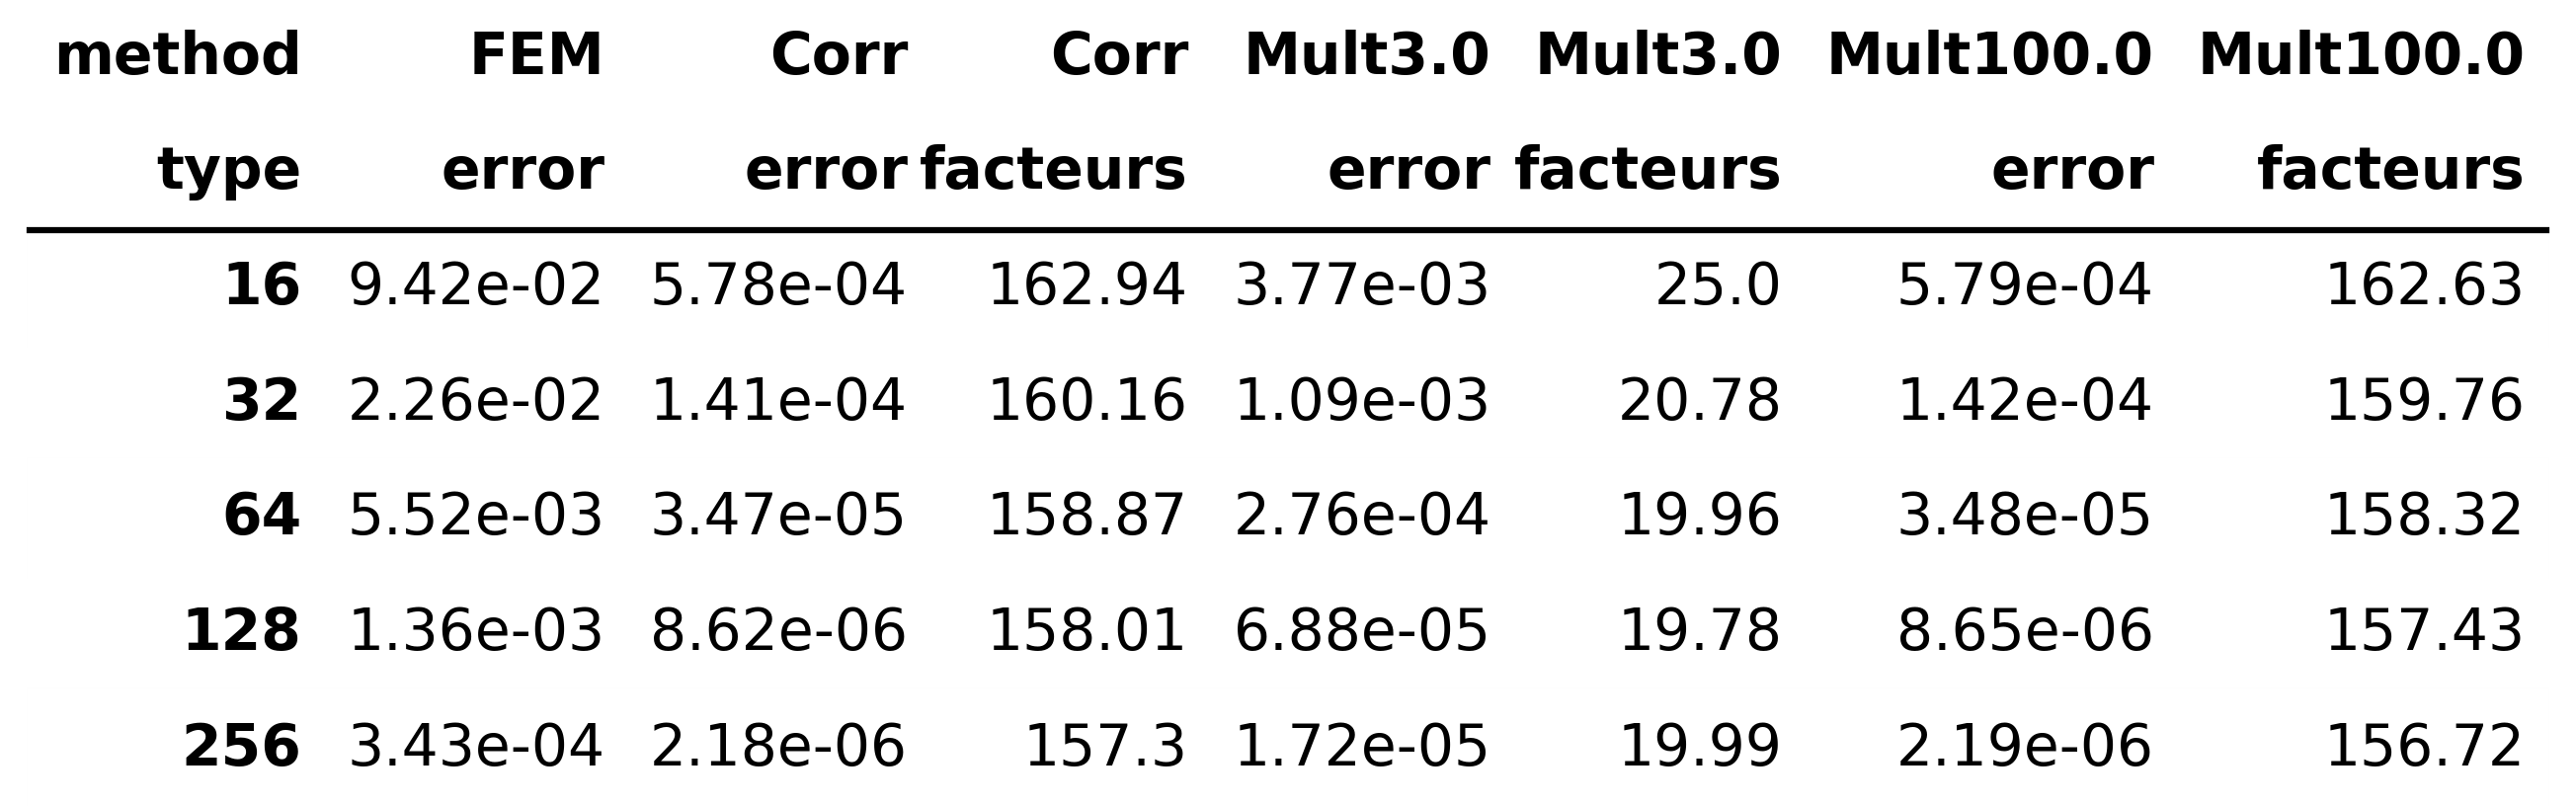 method FEM Corr Corr Mult3.0 Mult3.0 Mult100.0 Mult100.0
type error error facteurs error facteurs error facteurs
16 9.42e-02 5.78e-04 162.94 3.77e-03 25.0 5.79e-04 162.63
32 2.26e-02 1.41e-04 160.16 1.09e-03 20.78 1.42e-04 159.76
64 5.52e-03 3.47e-05 158.87 2.76e-04 19.96 3.48e-05 158.32
128 1.36e-03 8.62e-06 158.01 6.88e-05 19.78 8.65e-06 157.43
256 3.43e-04 2.18e-06 157.3 1.72e-05 19.99 2.19e-06 156.72